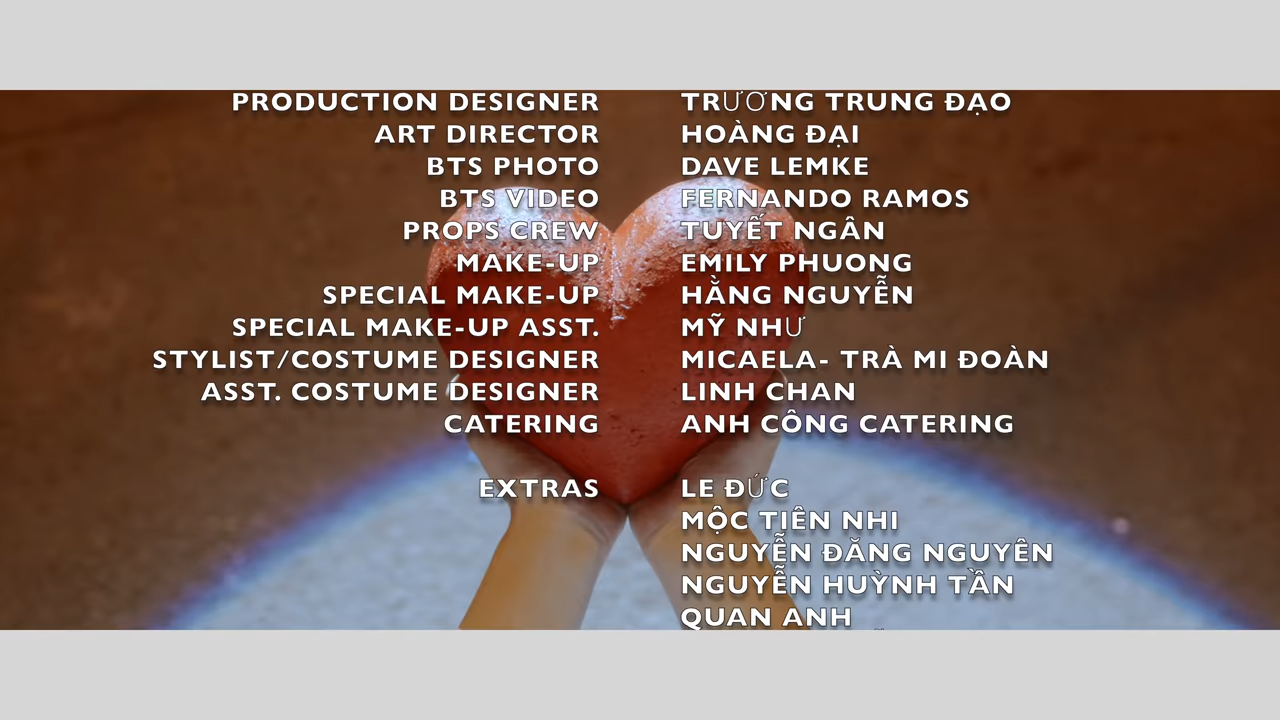 PRODUCTION DESIGNER TRƯƠNG TRUNG ĐẠO
ART DIRECTOR HOÀNG ĐẠI
BTS PHOTO DAVE LEMKE
BTS VIDEO FERNANDO RAMOS
PROPS CREW TUYẾT NGÂN
MAKE-UP EMILY PHUONG
SPECIAL MAKE-UP HẰNG NGUYỄN
SPECIAL MAKE-UP ASST. MỸ NHƯ
STYLIST/COSTUME DESIGNER MICAELA- TRÀ MI ĐOÀN
ASST. COSTUME DESIGNER LINH CHAN
CATERING ANH CÔNG CATERING
EXTRAS LE ĐỨC
MỘC TIÊN NHI
NGUYỄN ĐĂNG NGUYÊN
NGUYỄN HUỲNH TẦN
QUAN ANH